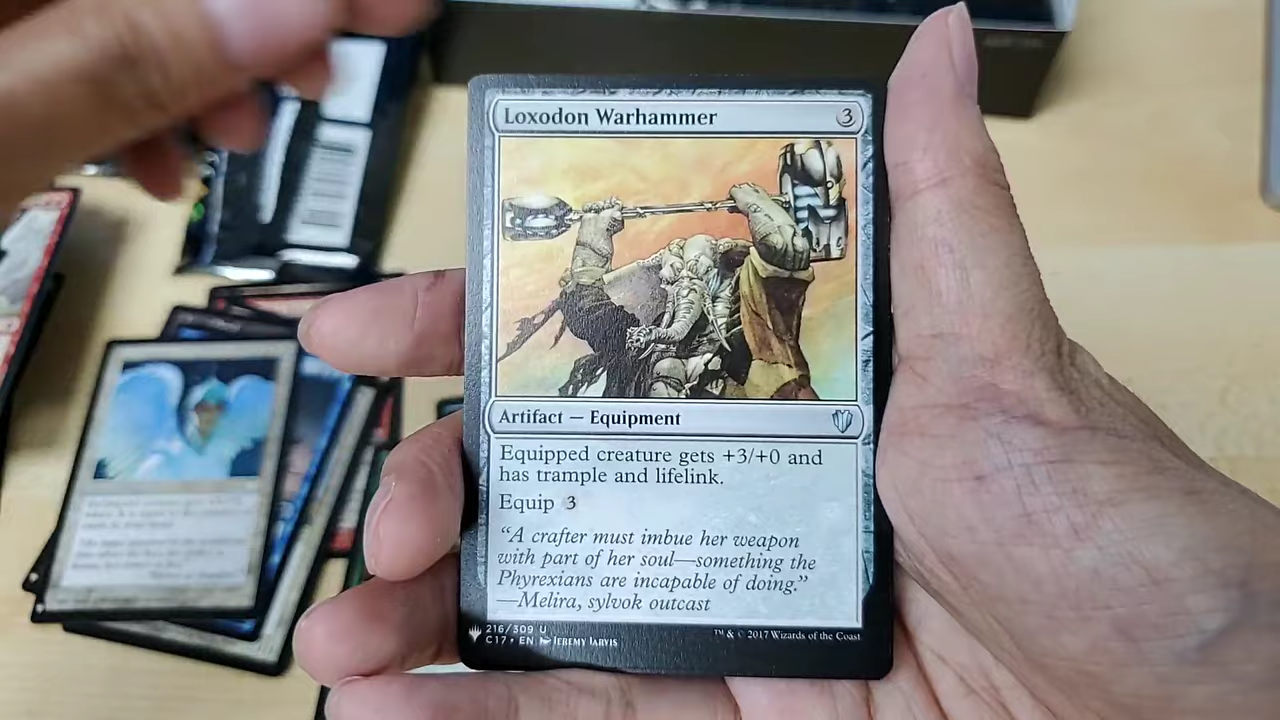 Loxodon Warhammer 3
Artifact — Equipment
Equipped creature gets +3/+0 and
has trample and lifelink.
Equip 3
“A crafter must imbue her weapon
with part of her soul—something the
Phyrexians are incapable of doing.”
—Melira, sylvok outcast
216/309 U
C17 • EN JEREMY JARVIS
™ & © 2017 Wizards of the Coast